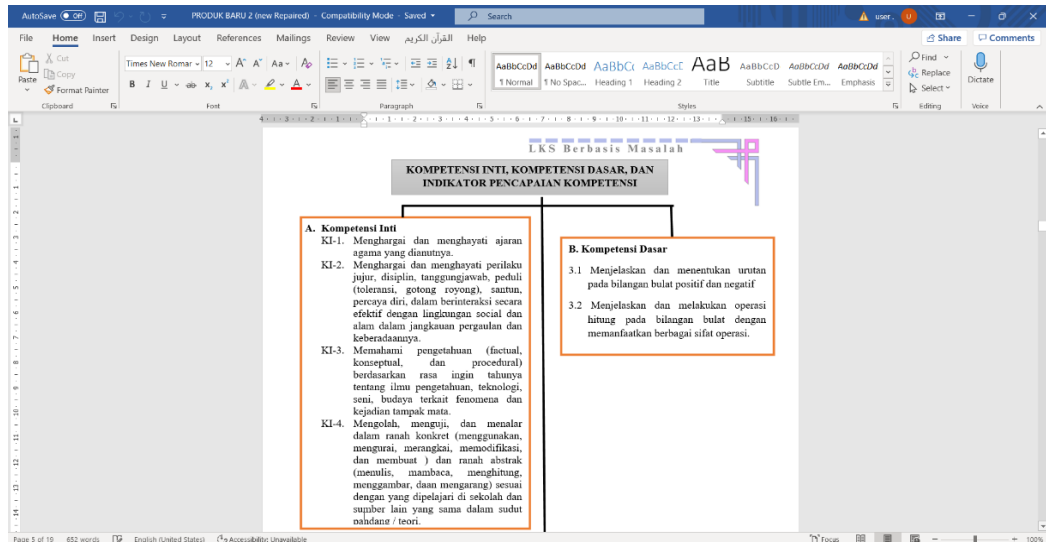 AutoSave Off PRODUK BARU 2 (new Repaired) - Compatibility Mode - Saved Search user . U
File Home Insert Design Layout References Mailings Review View القرآن الكريم Help Share Comments
Paste
Cut
Copy
Format Painter
Clipboard
Times New Romar 12
Font
Paragraph
AaBbCcDd AaBbCcDd AaBbCc AaBbCcE AaB AaBbCcD AaBbCcDd AaBbCcDd
¶ Normal ¶ No Spac... Heading 1 Heading 2 Title Subtitle Subtle Em... Emphasis
Styles
Find
Replace
Select
Editing
Dictate
Voice
LKS Berbasis Masalah
KOMPETENSI INTI, KOMPETENSI DASAR, DAN
INDIKATOR PENCAPAIAN KOMPETENSI
A. Kompetensi Inti
KI-1. Menghargai dan menghayati ajaran
agama yang dianutnya.
KI-2. Menghargai dan menghayati perilaku
jujur, disiplin, tanggungjawab, peduli
(toleransi, gotong royong), santun,
percaya diri, dalam berinteraksi secara
efektif dengan lingkungan social dan
alam dalam jangkauan pergaulan dan
keberadaannya.
KI-3. Memahami pengetahuan (factual,
konseptual, dan procedural)
berdasarkan rasa ingin tahunya
tentang ilmu pengetahuan, teknologi,
seni, budaya terkait fenomena dan
kejadian tampak mata.
KI-4. Mengolah, menguji, dan menalar
dalam ranah konkret (menggunakan,
mengurai, merangkai, memodifikasi,
dan membuat ) dan ranah abstrak
(menulis, mambaca, menghitung,
menggambar, daan mengarang) sesuai
dengan yang dipelajari di sekolah dan
sumber lain yang sama dalam sudut
pandang / teori.
B. Kompetensi Dasar
3.1 Menjelaskan dan menentukan urutan
pada bilangan bulat positif dan negatif
3.2 Menjelaskan dan melakukan operasi
hitung pada bilangan bulat dengan
memanfaatkan berbagai sifat operasi.
Page 5 of 19 652 words English (United States) Accessibility: Unavailable Focus 100%